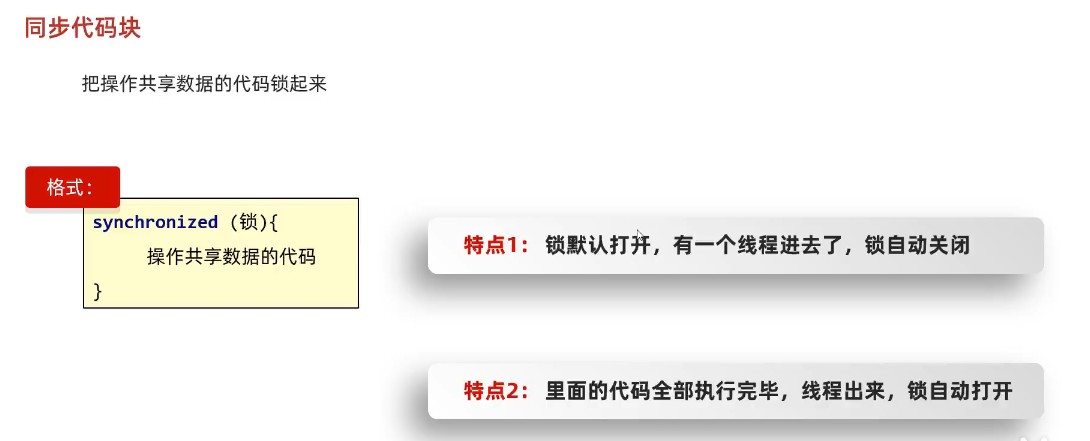 同步代码块
把操作共享数据的代码锁起来
格式：
synchronized (锁){
操作共享数据的代码
}
特点1： 锁默认打开，有一个线程进去了，锁自动关闭
特点2： 里面的代码全部执行完毕，线程出来，锁自动打开